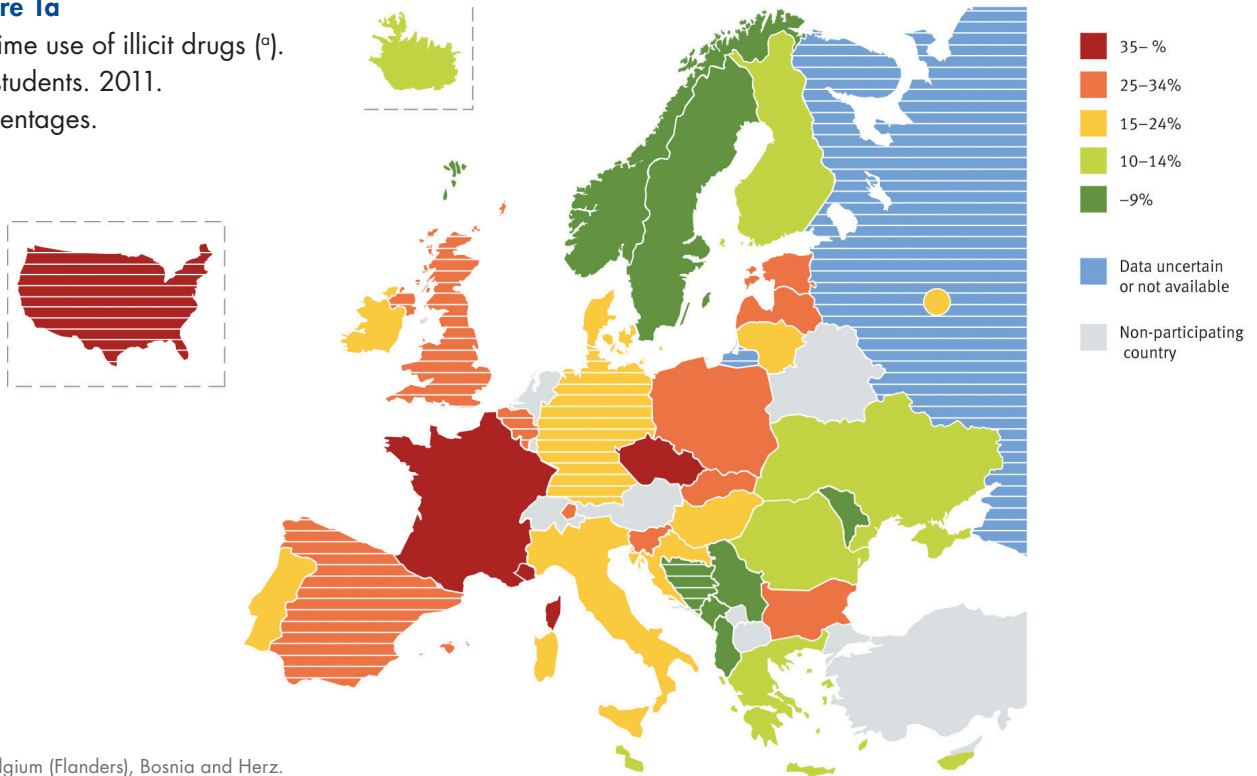 re 1a
ime use of illicit drugs (a).
students. 2011.
entages.
35– %
25–34%
15–24%
10–14%
–9%
Data uncertain
or not available
Non-participating
country
lgium (Flanders), Bosnia and Herz.